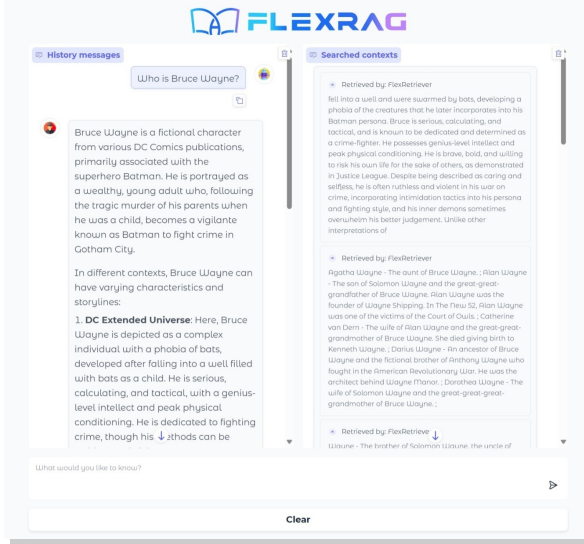 FLEXRAG
History messages
Who is Bruce Wayne?
Bruce Wayne is a fictional character
from various DC Comics publications,
primarily associated with the
superhero Batman. He is portrayed as
a wealthy, young adult who, following
the tragic murder of his parents when
he was a child, becomes a vigilante
known as Batman to fight crime in
Gotham City.
In different contexts, Bruce Wayne can
have varying characteristics and
storylines:
1. DC Extended Universe: Here, Bruce
Wayne is depicted as a complex
individual with a phobia of bats,
developed after falling into a well filled
with bats as a child. He is serious,
calculating, and tactical, with a genius-
level intellect and peak physical
conditioning. He is dedicated to fighting
crime, though his ethods can be
Searched contexts
Retrieved by: FlexRetriever
fell into a well and were swarmed by bats, developing a
phobia of the creatures that he later incorporates into his
Batman persona. Bruce is serious, calculating, and
tactical, and is known to be dedicated and determined as
a crime-fighter. He possesses genius-level intellect and
peak physical conditioning. He is brave, bold, and willing
to risk his own life for the sake of others, as demonstrated
in Justice League. Despite being described as caring and
selfless, he is often ruthless and violent in his war on
crime, incorporating intimidation tactics into his persona
and fighting style, and his inner demons sometimes
overwhelm his better judgement. Unlike other
interpretations of
Retrieved by: FlexRetriever
Agatha Wayne - The aunt of Bruce Wayne. ; Alan Wayne
- The son of Solomon Wayne and the great-great-
grandfather of Bruce Wayne. Alan Wayne was the
founder of Wayne Shipping. In The New 52, Alan Wayne
was one of the victims of the Court of Owls. ; Catherine
van Dern - The wife of Alan Wayne and the great-great-
grandmother of Bruce Wayne. She died giving birth to
Kenneth Wayne. ; Darius Wayne - An ancestor of Bruce
Wayne and the fictional brother of Anthony Wayne who
fought in the American Revolutionary War. He was the
architect behind Wayne Manor. ; Dorothea Wayne - The
wife of Solomon Wayne and the great-great-
grandmother of Bruce Wayne. ;
Retrieved by: FlexRetrieve
Wayne - The brother of Solomon Wayne, the uncle of
What would you like to know?
Clear